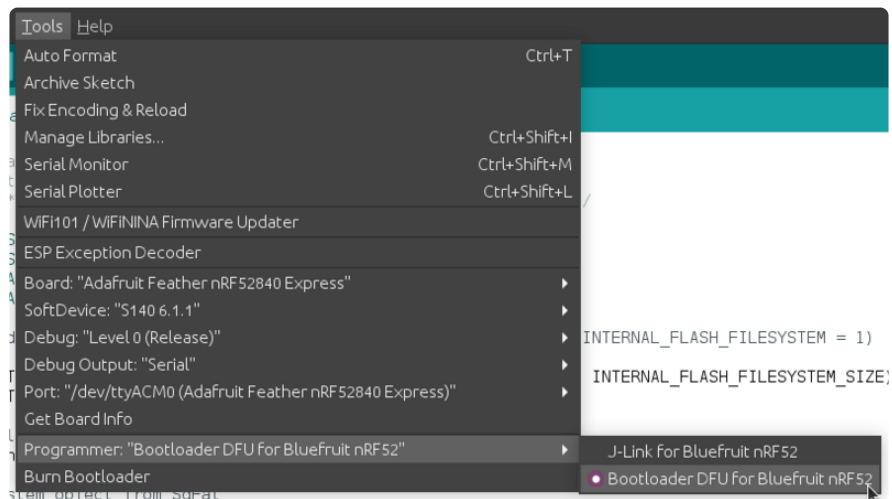 Tools Help
Auto Format Ctrl+T
Archive Sketch
Fix Encoding & Reload
Manage Libraries... Ctrl+Shift+I
Serial Monitor Ctrl+Shift+M
Serial Plotter Ctrl+Shift+L
WiFi101 / WiFiNINA Firmware Updater
ESP Exception Decoder
Board: "Adafruit Feather nRF52840 Express"
SoftDevice: "S140 6.1.1"
Debug: "Level 0 (Release)" INTERNAL_FLASH_FILESYSTEM = 1)
Debug Output: "Serial" INTERNAL_FLASH_FILESYSTEM_SIZE)
Port: "/dev/ttyACM0 (Adafruit Feather nRF52840 Express)"
Get Board Info
Programmer: "Bootloader DFU for Bluefruit nRF52" J-Link for Bluefruit nRF52
Burn Bootloader Bootloader DFU for Bluefruit nRF52